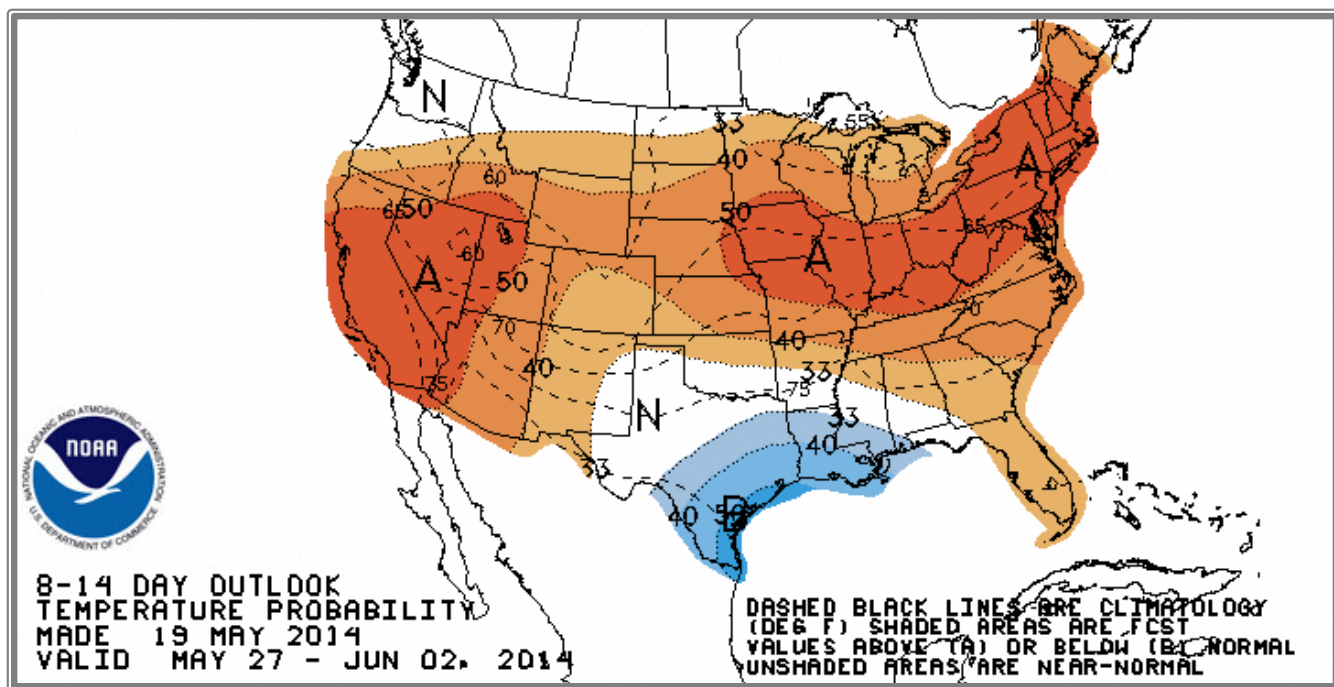 N
33
55
40
60
A
65
50
50
65
60
A
A
50
70
70
40
40
33
75
75
N
33
40
33
40
50
B
NATIONAL OCEANIC AND ATMOSPHERIC ADMINISTRATION
NOAA
U.S. DEPARTMENT OF COMMERCE
8-14 DAY OUTLOOK
TEMPERATURE PROBABILITY
MADE 19 MAY 2014
VALID MAY 27 - JUN 02, 2014
DASHED BLACK LINES ARE CLIMATOLOGY
(DEG F) SHADED AREAS ARE FCST
VALUES ABOVE (A) OR BELOW (B) NORMAL
UNSHADED AREAS ARE NEAR-NORMAL